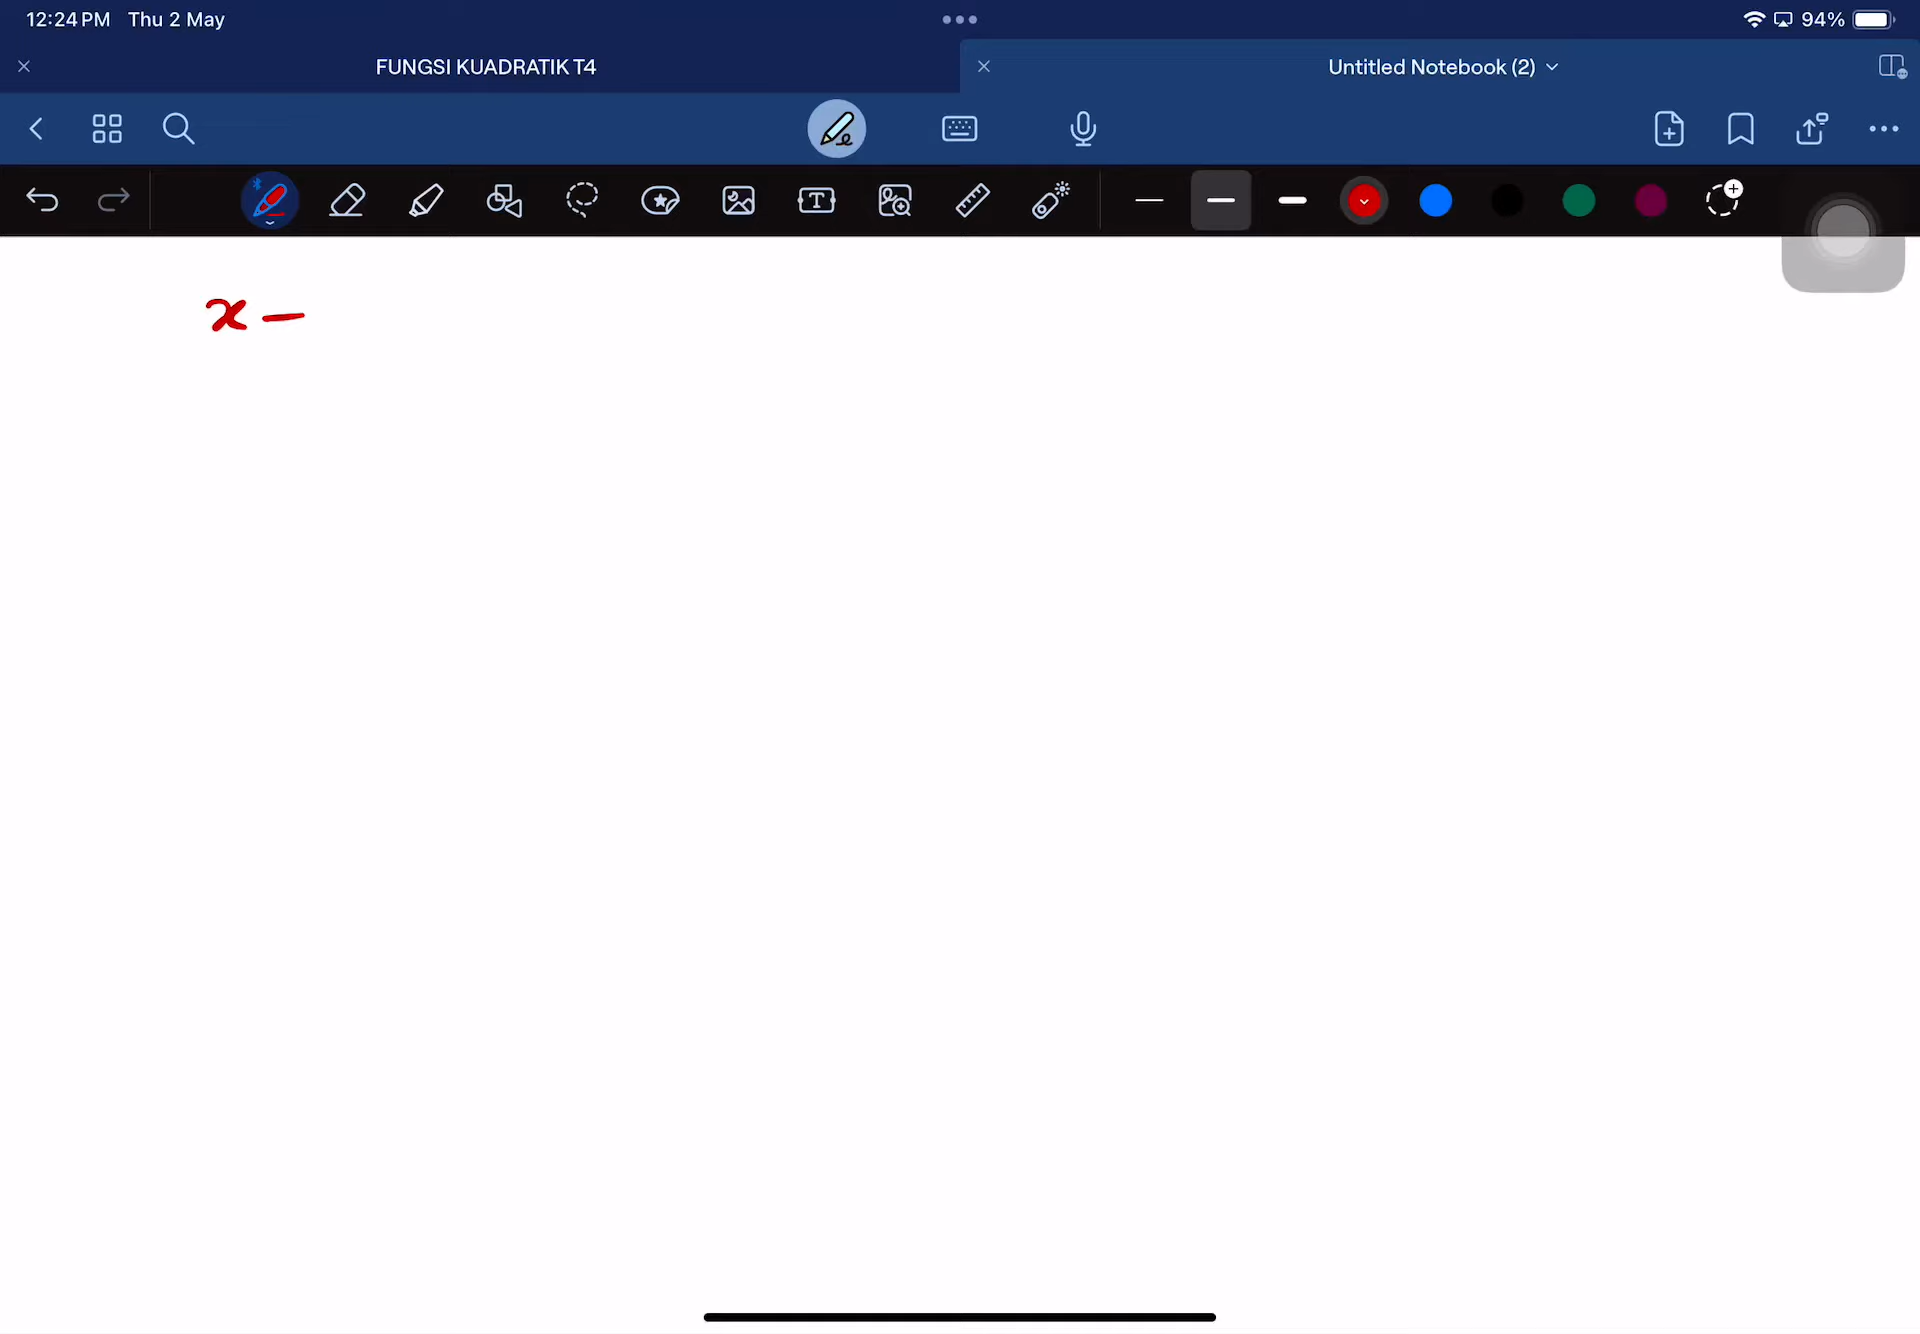 12:24 PM Thu 2 May
94%
FUNGSI KUADRATIK T4
Untitled Notebook (2)
T
x –